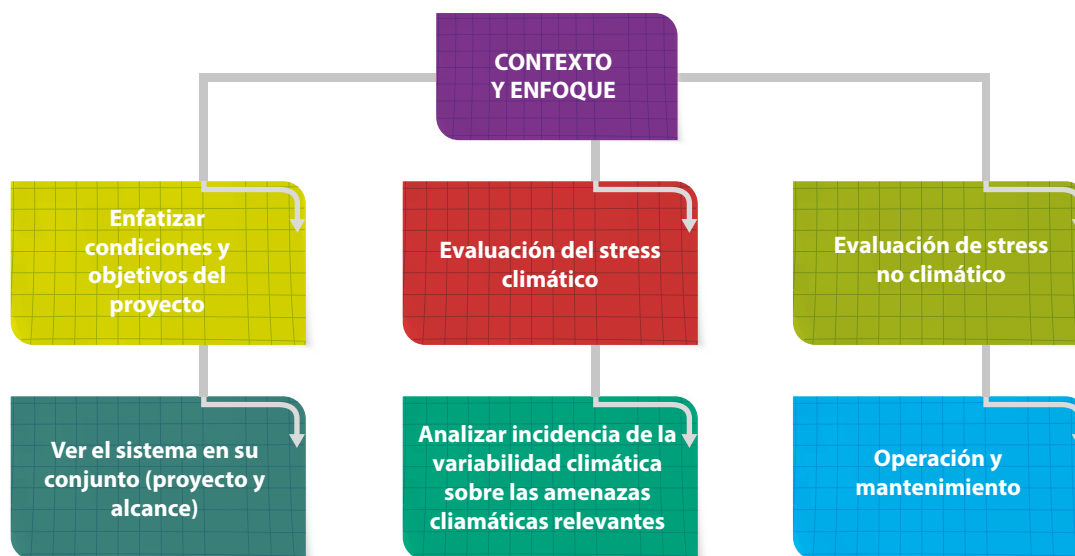 CONTEXTO
Y ENFOQUE
Enfatizar
condiciones y
objetivos del
proyecto
Evaluación del stress
climático
Evaluación de stress
no climático
Ver el sistema en su
conjunto (proyecto y
alcance)
Analizar incidencia de la
variabilidad climática
sobre las amenazas
cliamáticas relevantes
Operación y
mantenimiento